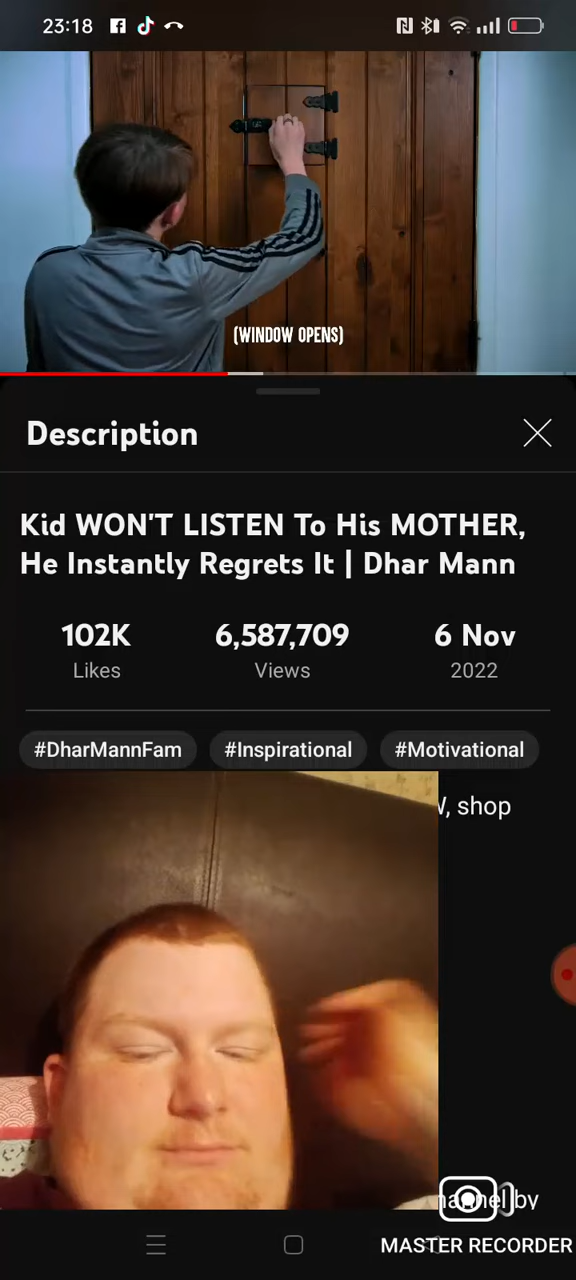 23:18
(WINDOW OPENS)
Description
Kid WON'T LISTEN To His MOTHER,
He Instantly Regrets It | Dhar Mann
102K
6,587,709
6 Nov
Likes
Views
2022
#DharMannFam
#Inspirational
#Motivational
shop
by
MASTER RECORDER